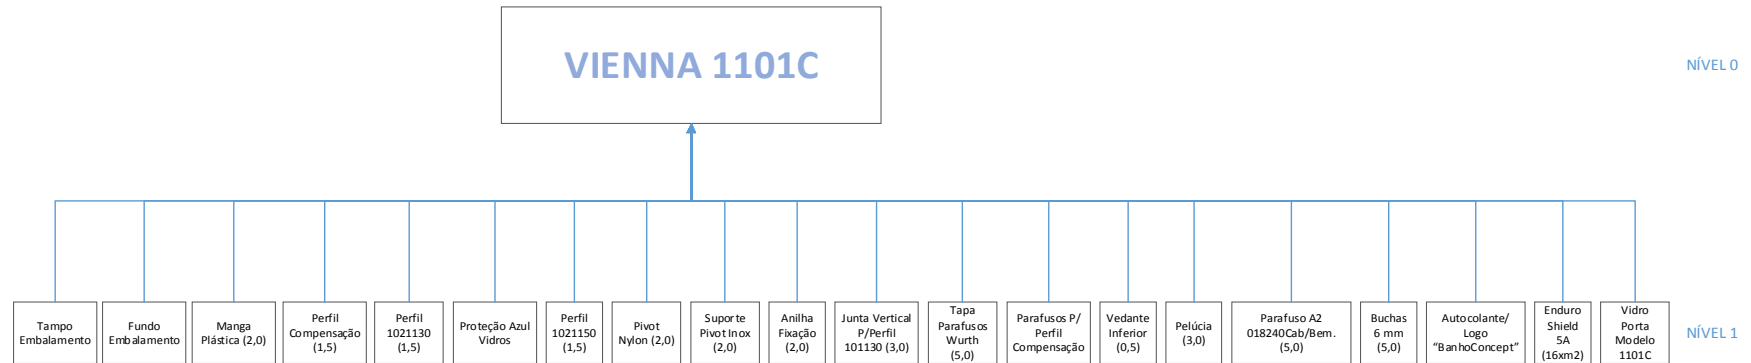 VIENNA 1101C
NÍVEL 0
Tampo
Embalamento
Fundo
Embalamento
Manga
Plástica (2,0)
Perfil
Compensação
(1,5)
Perfil
1021130
(1,5)
Proteção Azul
Vidros
Perfil
1021150
(1,5)
Pivot
Nylon (2,0)
Suporte
Pivot Inox
(2,0)
Anilha
Fixação
(2,0)
Junta Vertical
P/Perfil
101130 (3,0)
Tapa
Parafusos
Wurth
(5,0)
Parafusos P/
Perfil
Compensação
Vedante
Inferior
(0,5)
Pelúcia
(3,0)
Parafuso A2
018240Cab/Bem.
(5,0)
Buchas
6 mm
(5,0)
Autocolante/
Logo
“BanhoConcept”
Enduro
Shield
5A
(16xm2)
Vidro
Porta
Modelo
1101C
NÍVEL 1